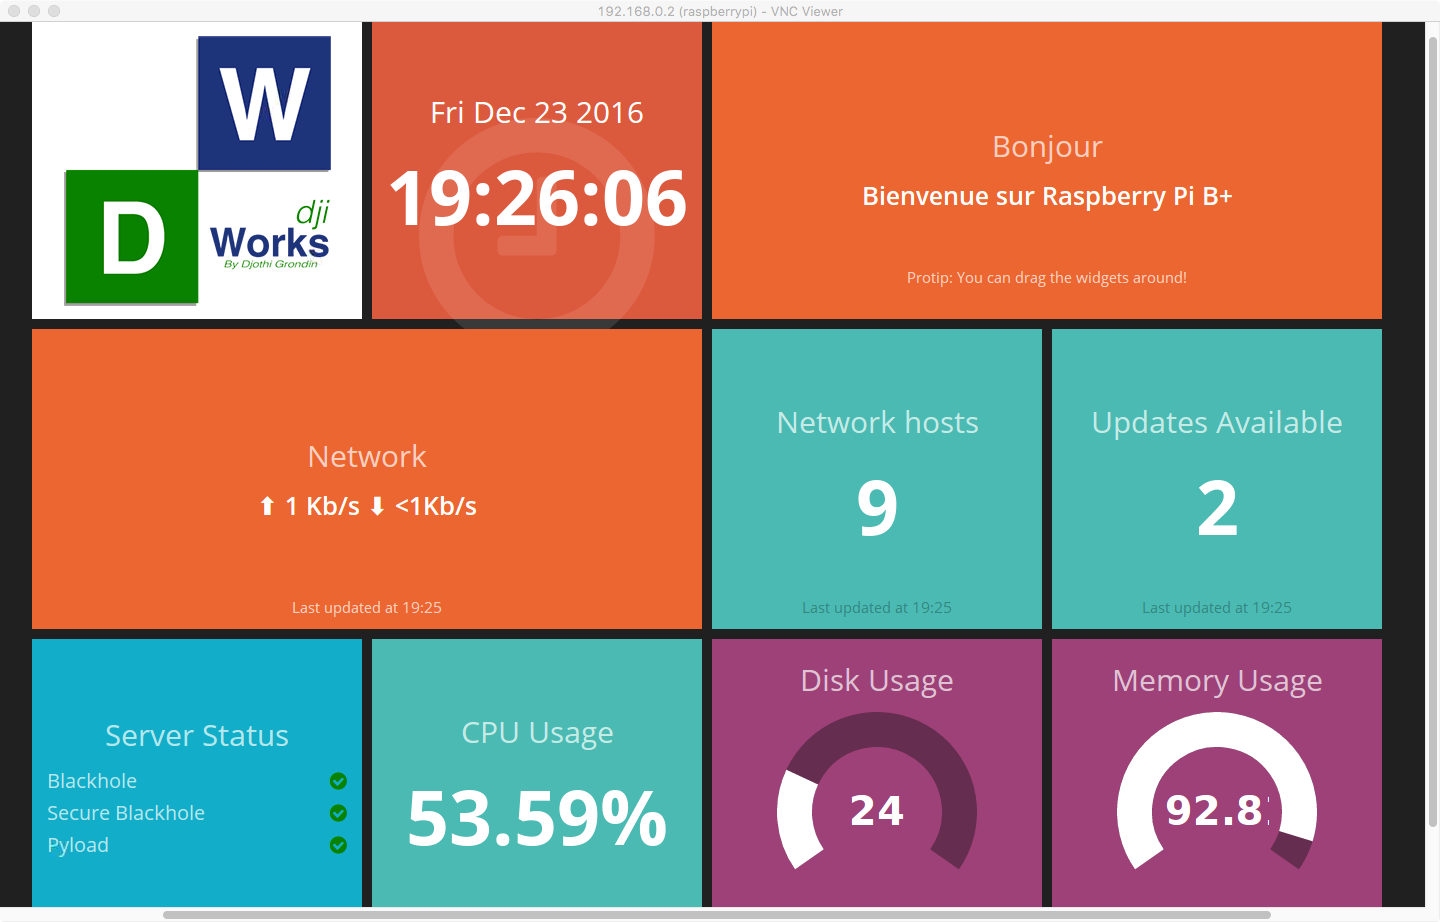 192.168.0.2 (raspberrypi) - VNC Viewer
W
D
dji
Works
By Djothi Grondin
Fri Dec 23 2016
19:26:06
Bonjour
Bienvenue sur Raspberry Pi B+
Protip: You can drag the widgets around!
Network
⬆ 1 Kb/s ⬇ <1Kb/s
Last updated at 19:25
Network hosts
9
Last updated at 19:25
Updates Available
2
Last updated at 19:25
Server Status
Blackhole
Secure Blackhole
Pyload
CPU Usage
53.59%
Disk Usage
24
Memory Usage
92.8